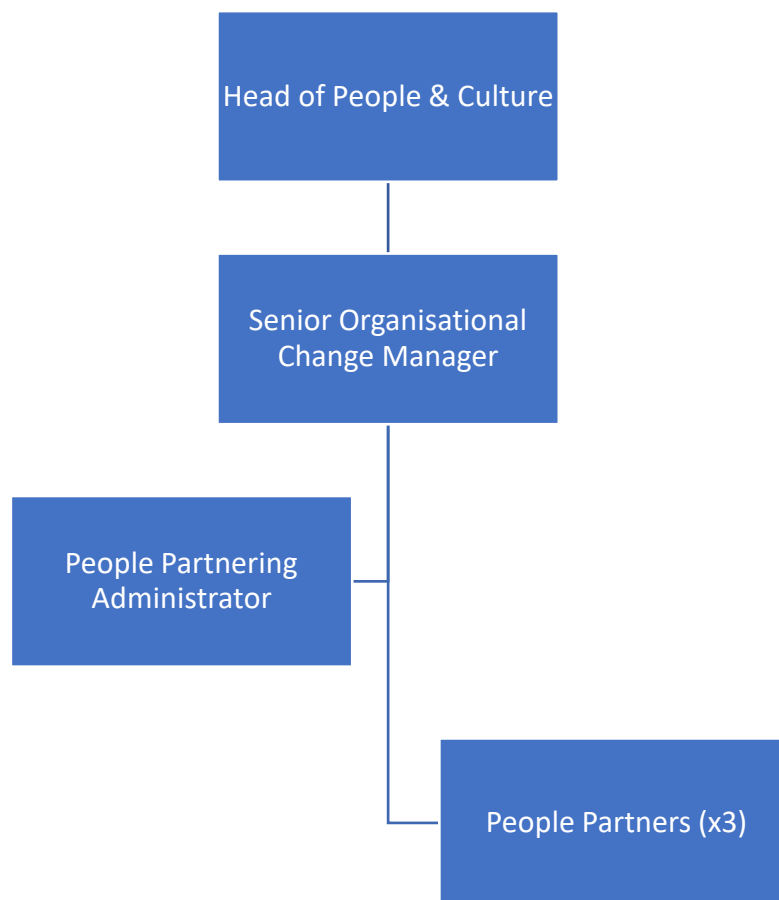 Head of People & Culture
Senior Organisational
Change Manager
People Partnering
Administrator
People Partners (x3)